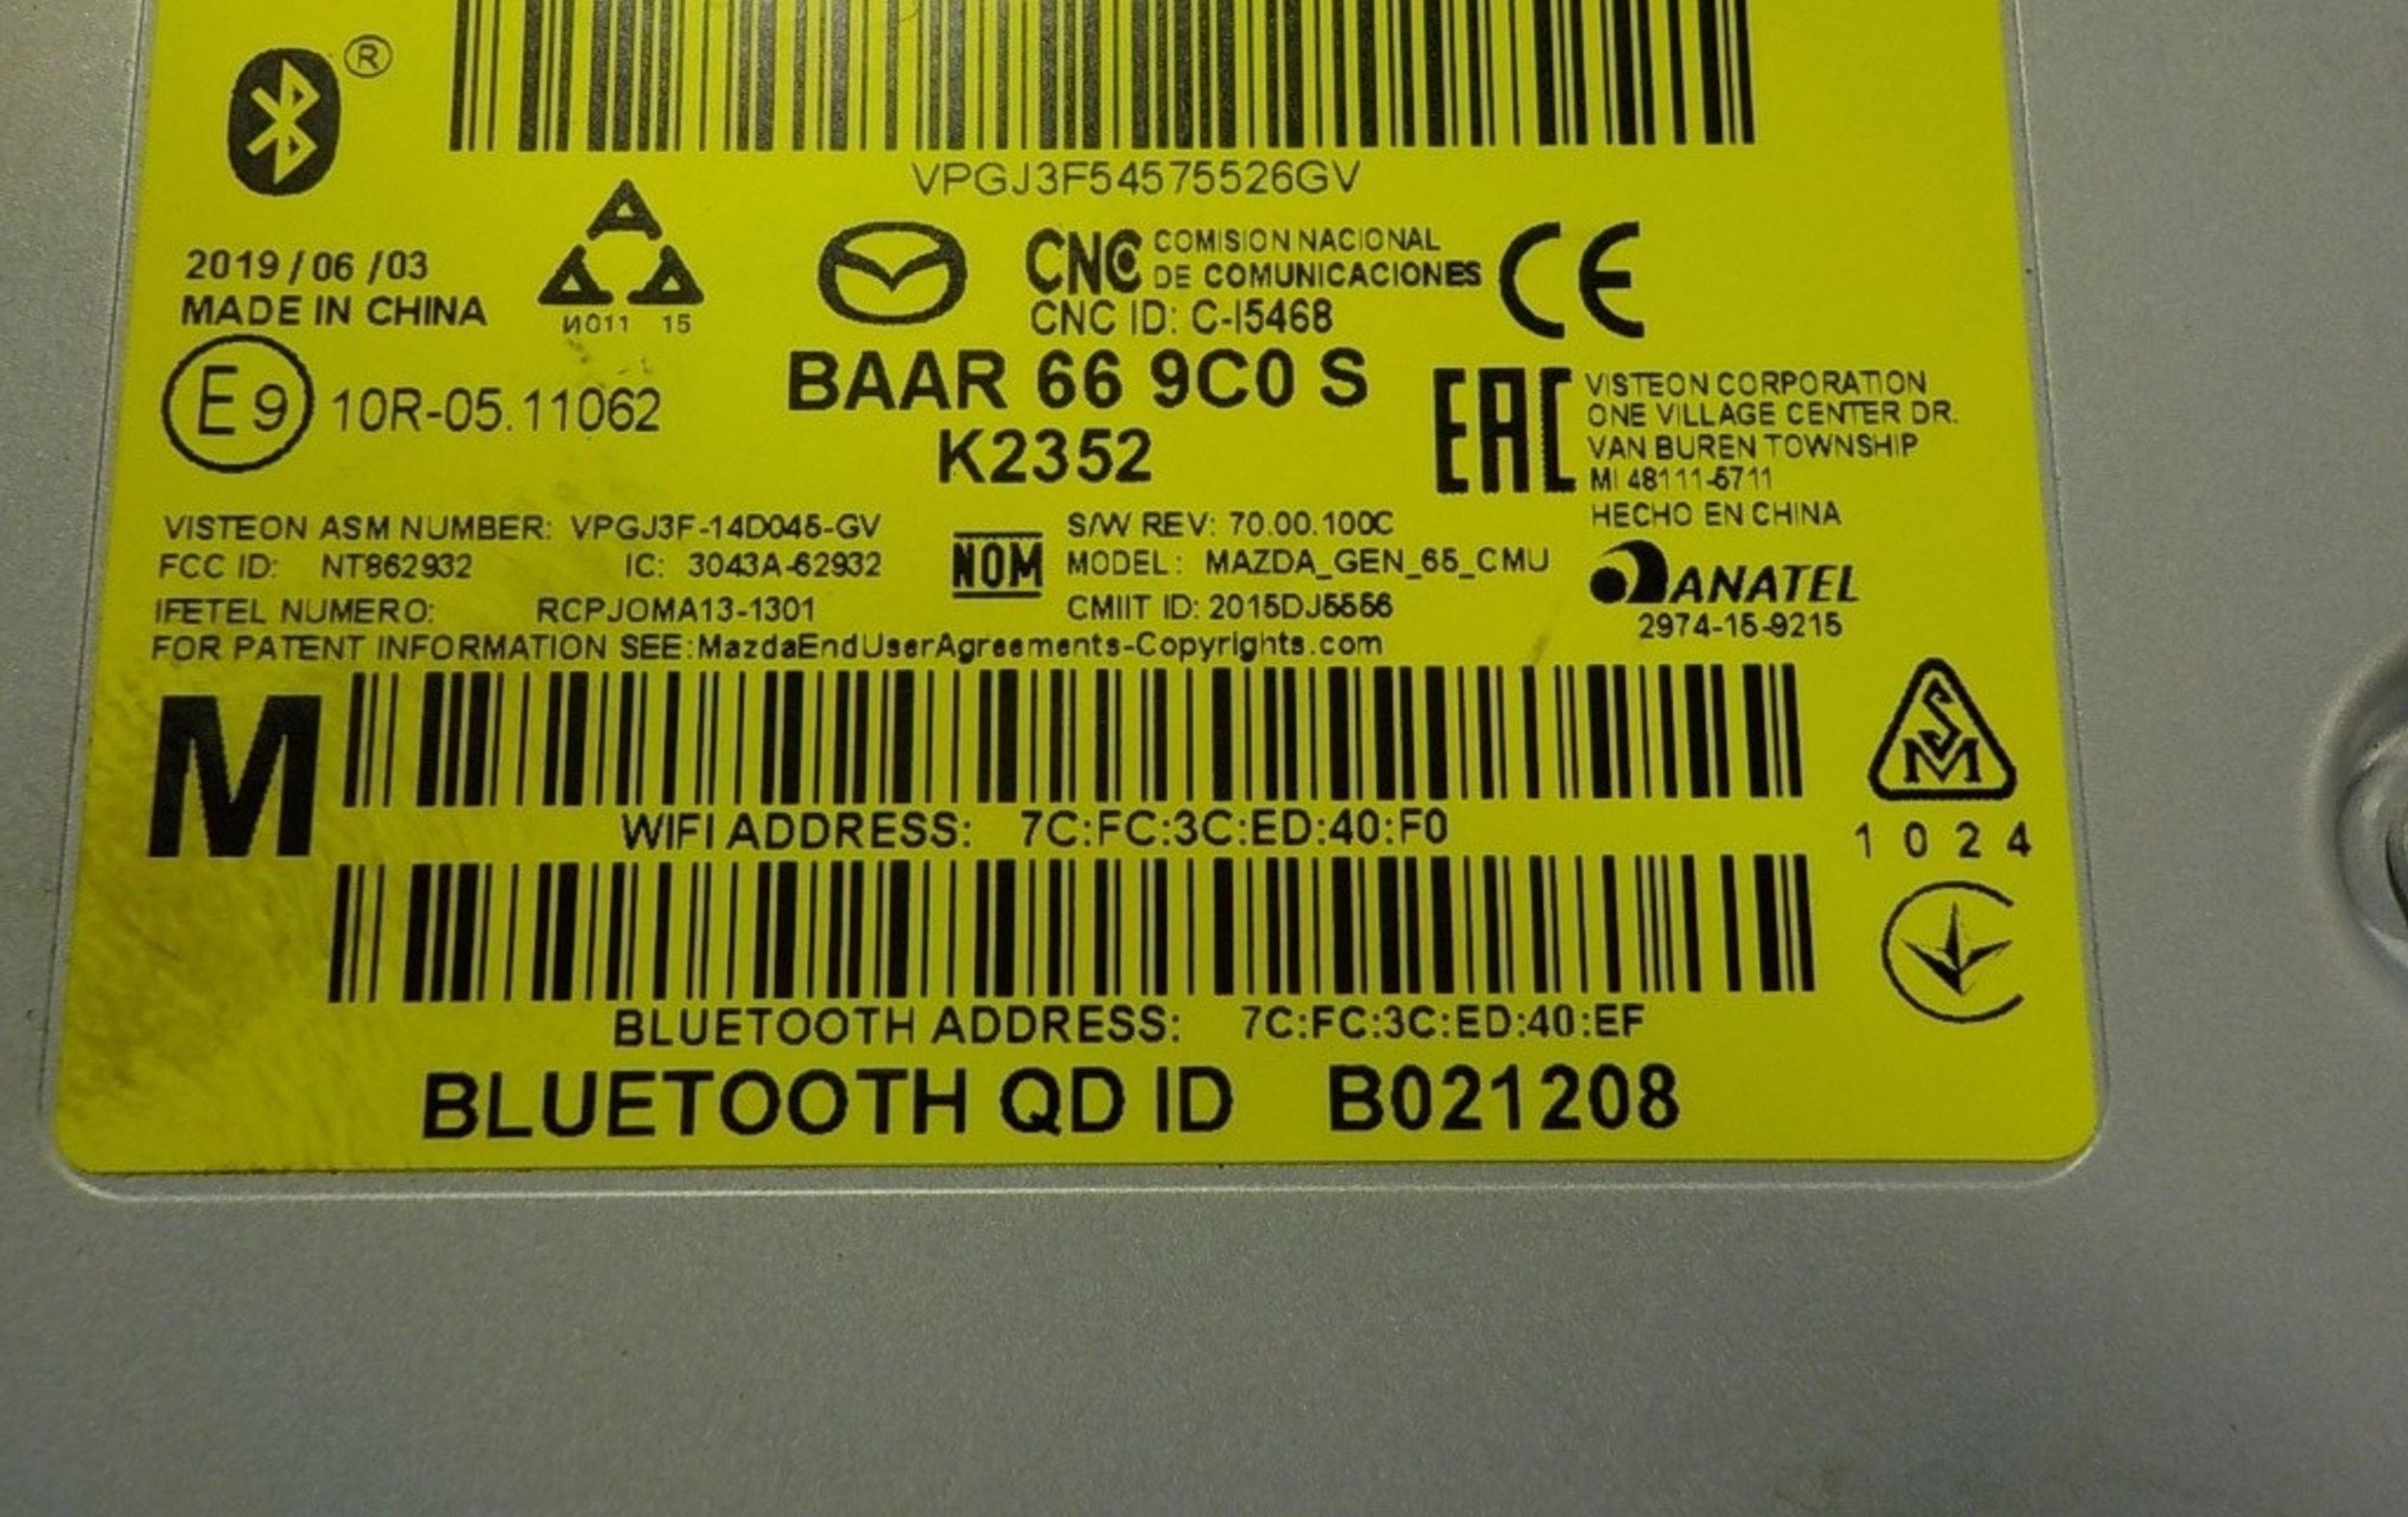 ®
VPGJ3F54575526GV
2019/06/03
MADE IN CHINA
AAA
И011 15
CNC COMISION NACIONAL
DE COMUNICACIONES
CNC ID: C-I5468
CE
E9 10R-05.11062
BAAR 66 9C0 S
K2352
EAC
VISTEON CORPORATION
ONE VILLAGE CENTER DR.
VAN BUREN TOWNSHIP
MI 48111-5711
HECHO EN CHINA
VISTEON ASM NUMBER: VPGJ3F-14D045-GV
FCC ID: NT862932 IC: 3043A-62932
IFETEL NUMERO: RCPJOMA13-1301
NOM
S/W REV: 70.00.100C
MODEL: MAZDA_GEN_65_CMU
CMIIT ID: 2015DJ5556
ANATEL
2974-15-9215
FOR PATENT INFORMATION SEE:MazdaEndUserAgreements-Copyrights.com
M
WIFI ADDRESS: 7C:FC:3C:ED:40:F0
SM
1024
BLUETOOTH ADDRESS: 7C:FC:3C:ED:40:EF
BLUETOOTH QD ID B021208